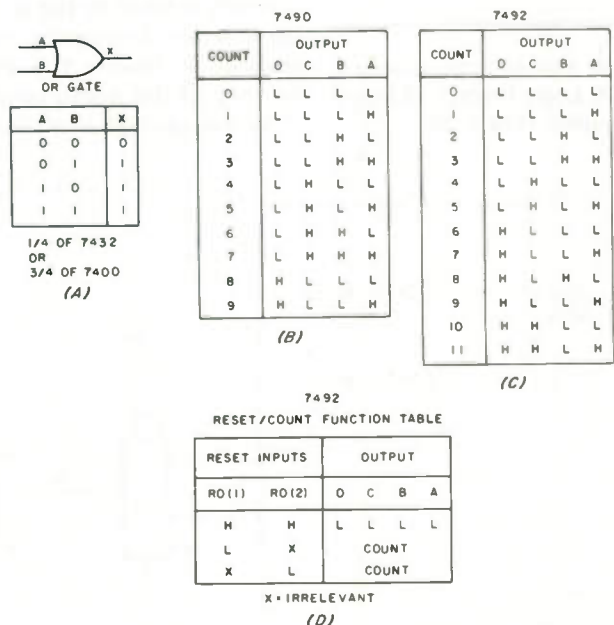 7490
7492
A
B
X
OR GATE
A B X
0 0 0
0 1 1
1 0 1
1 1 1
1/4 OF 7432
OR
3/4 OF 7400
(A)
COUNT OUTPUT
D C B A
0 L L L L
1 L L L H
2 L L H L
3 L L H H
4 L H L L
5 L H L H
6 L H H L
7 L H H H
8 H L L L
9 H L L H
(B)
COUNT OUTPUT
D C B A
0 L L L L
1 L L L H
2 L L H L
3 L L H H
4 L H L L
5 L H L H
6 H L L L
7 H L L H
8 H L H L
9 H L L H
10 H H L L
11 H H L H
(C)
7492
RESET/COUNT FUNCTION TABLE
RESET INPUTS OUTPUT
RO(1) RO(2) D C B A
H H L L L L
L X COUNT
X L COUNT
X = IRRELEVANT
(D)